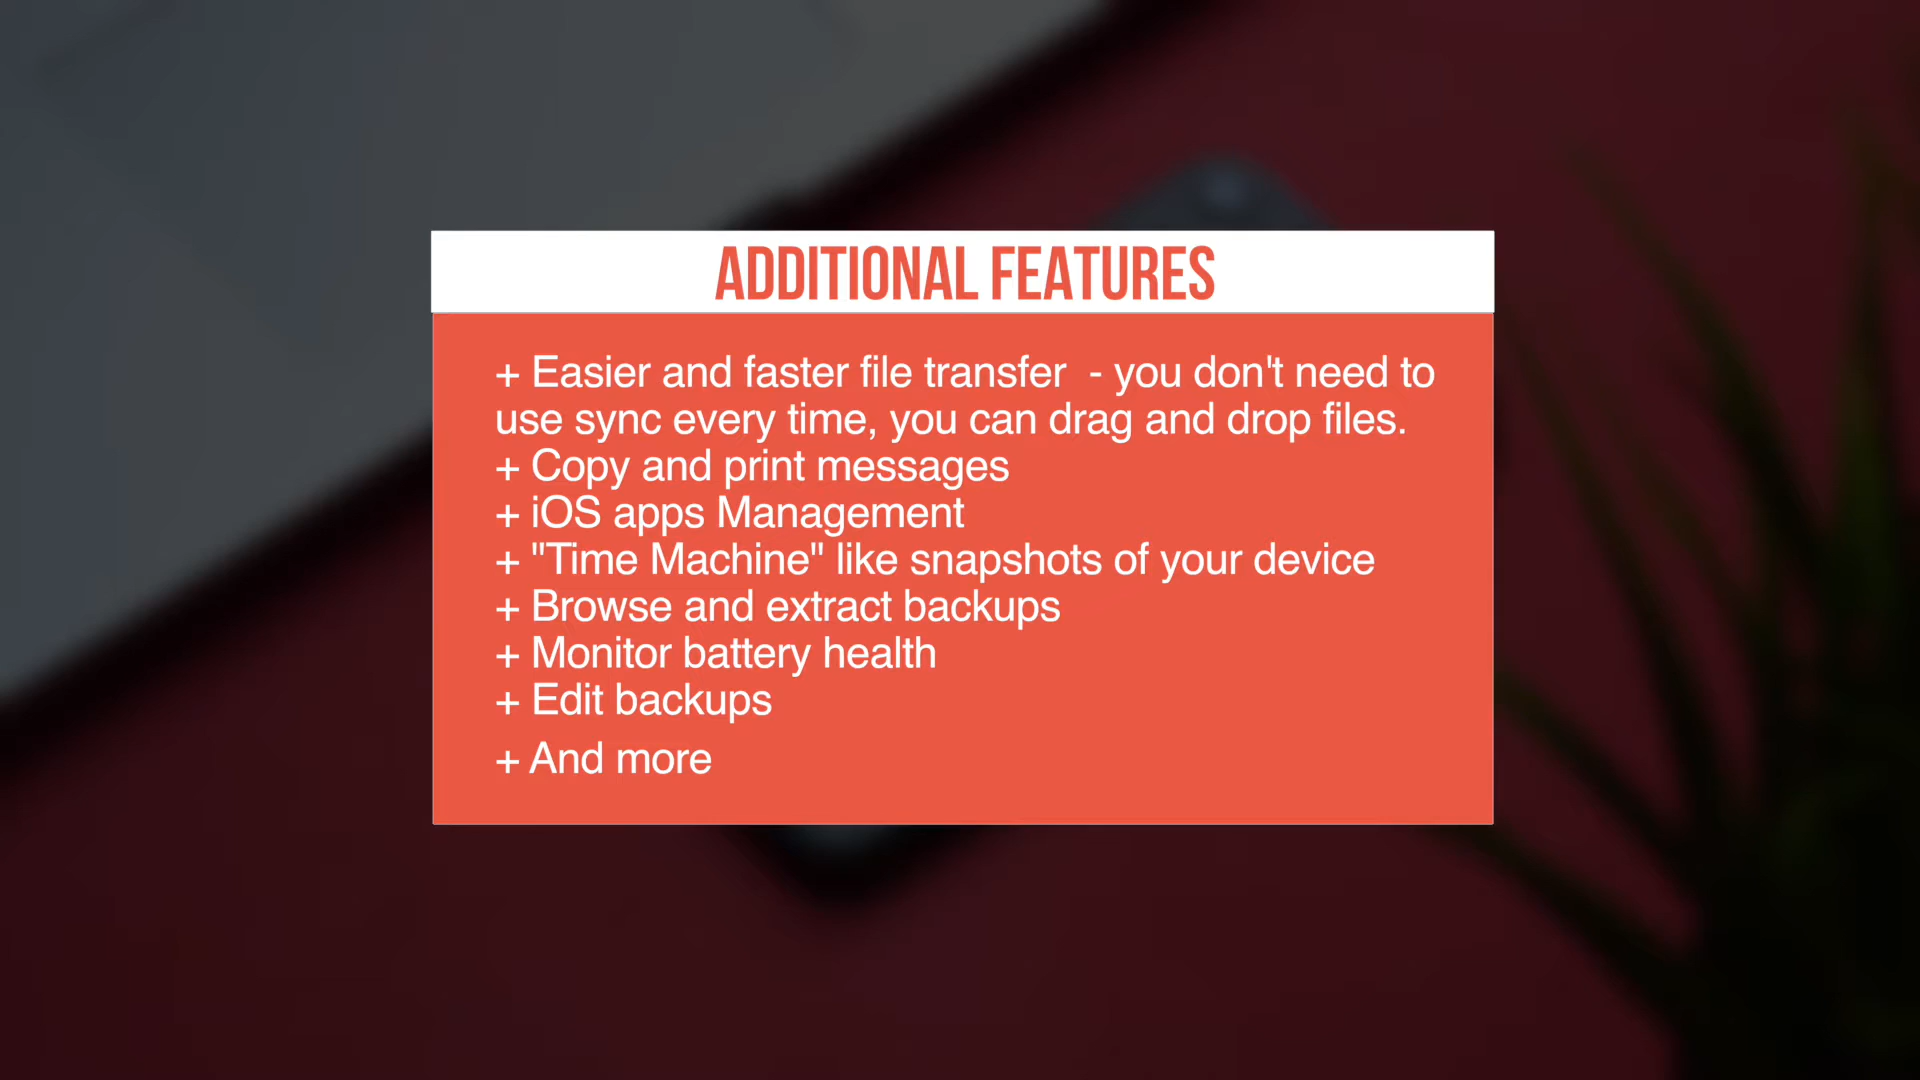 ADDITIONAL FEATURES
+ Easier and faster file transfer  - you don't need to
use sync every time, you can drag and drop files.
+ Copy and print messages
+ iOS apps Management
+ "Time Machine" like snapshots of your device
+ Browse and extract backups
+ Monitor battery health
+ Edit backups
+ And more